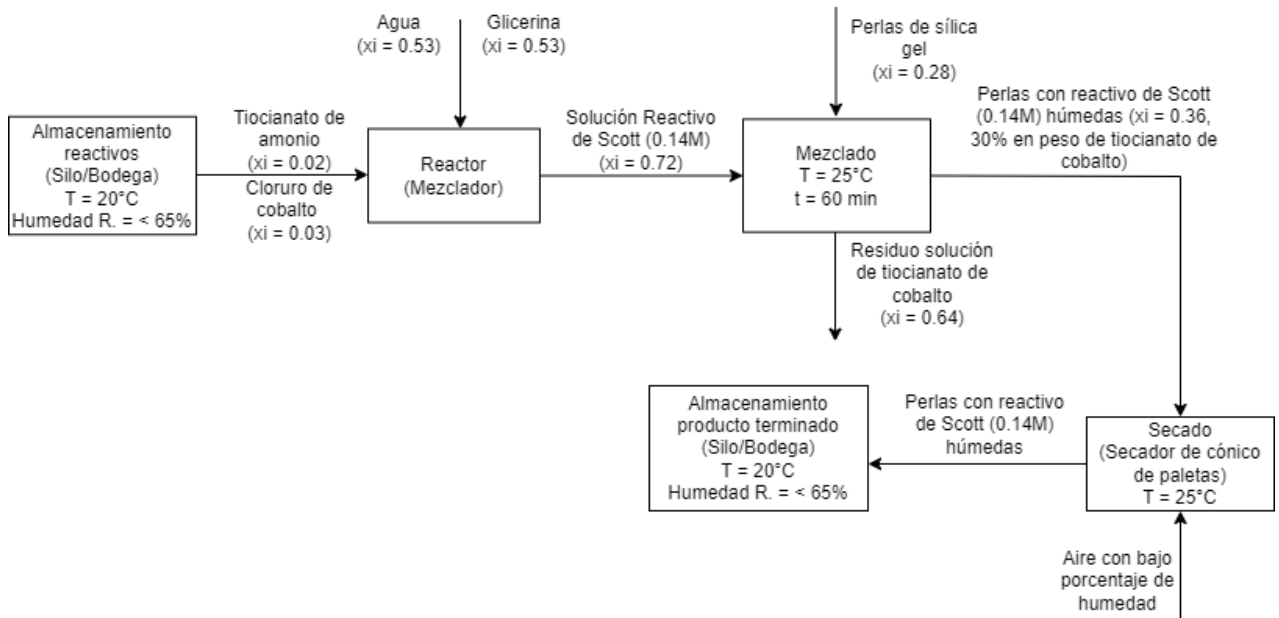 Agua
(xi = 0.53)
Glicerina
(xi = 0.53)
Perlas de sílica
gel
(xi = 0.28)
Almacenamiento
reactivos
(Silo/Bodega)
T = 20°C
Humedad R. = < 65%
Tiocianato de
amonio
(xi = 0.02)
Cloruro de
cobalto
(xi = 0.03)
Reactor
(Mezclador)
Solución Reactivo
de Scott (0.14M)
(xi = 0.72)
Mezclado
T = 25°C
t = 60 min
Perlas con reactivo de Scott
(0.14M) húmedas (xi = 0.36,
30% en peso de tiocianato de
cobalto)
Residuo solución
de tiocianato de
cobalto
(xi = 0.64)
Almacenamiento
producto terminado
(Silo/Bodega)
T = 20°C
Humedad R. = < 65%
Perlas con reactivo
de Scott (0.14M)
húmedas
Secado
(Secador de cónico
de paletas)
T = 25°C
Aire con bajo
porcentaje de
humedad